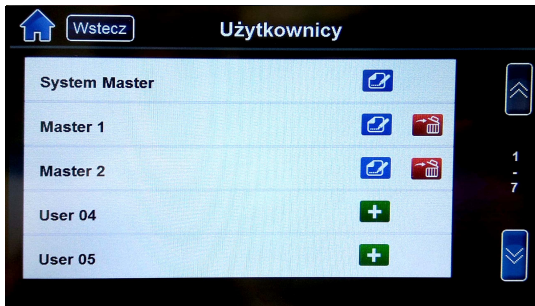 Wstecz
Użytkownicy
System Master
Master 1
Master 2
User 04
User 05
1
-
7